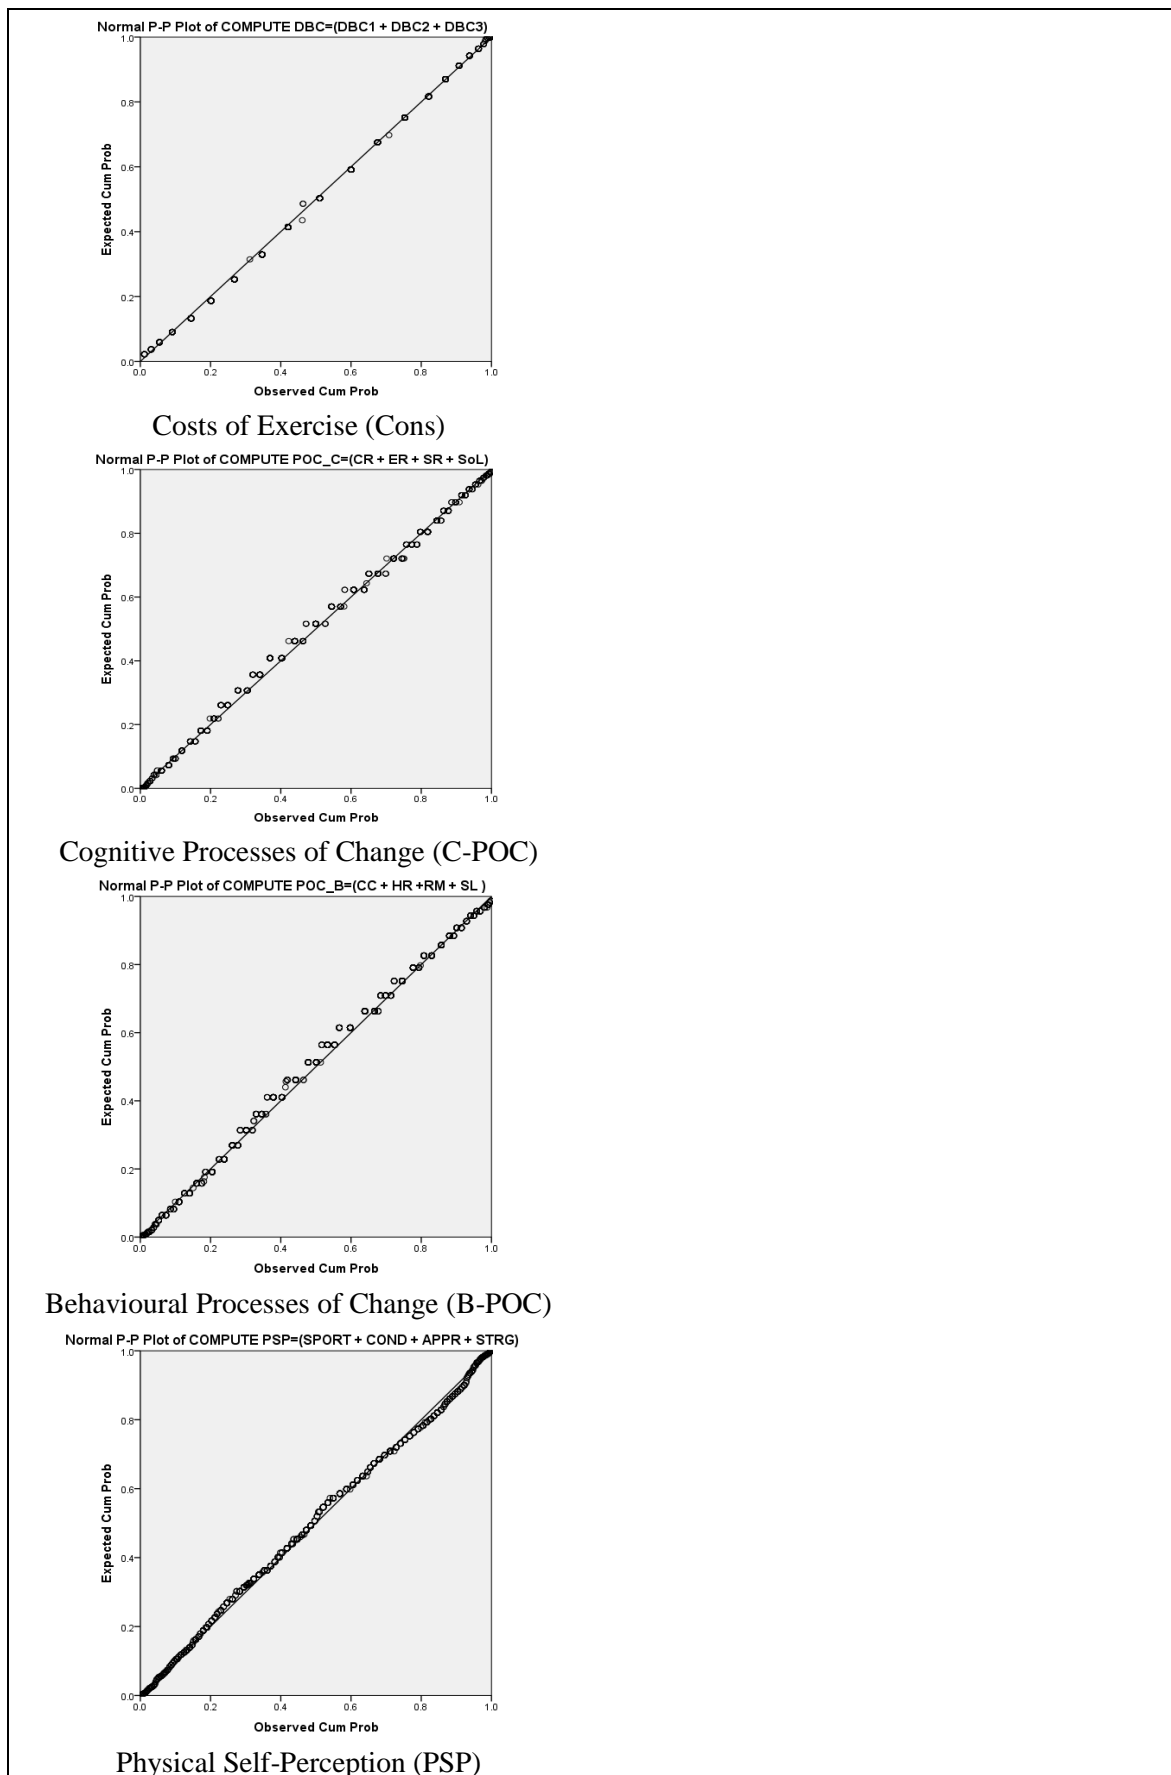 Normal P-P Plot of COMPUTE DBC=(DBC1 + DBC2 + DBC3)
1.0
0.8
0.6
0.4
0.2
0.0
Expected Cum Prob
0.0 0.2 0.4 0.6 0.8 1.0
Observed Cum Prob
Costs of Exercise (Cons)
Normal P-P Plot of COMPUTE POC_C=(CR + ER + SR + SoL)
1.0
0.8
0.6
0.4
0.2
0.0
Expected Cum Prob
0.0 0.2 0.4 0.6 0.8 1.0
Observed Cum Prob
Cognitive Processes of Change (C-POC)
Normal P-P Plot of COMPUTE POC_B=(CC + HR +RM + SL )
1.0
0.8
0.6
0.4
0.2
0.0
Expected Cum Prob
0.0 0.2 0.4 0.6 0.8 1.0
Observed Cum Prob
Behavioural Processes of Change (B-POC)
Normal P-P Plot of COMPUTE PSP=(SPORT + COND + APPR + STRG)
1.0
0.8
0.6
0.4
0.2
0.0
Expected Cum Prob
0.0 0.2 0.4 0.6 0.8 1.0
Observed Cum Prob
Physical Self-Perception (PSP)